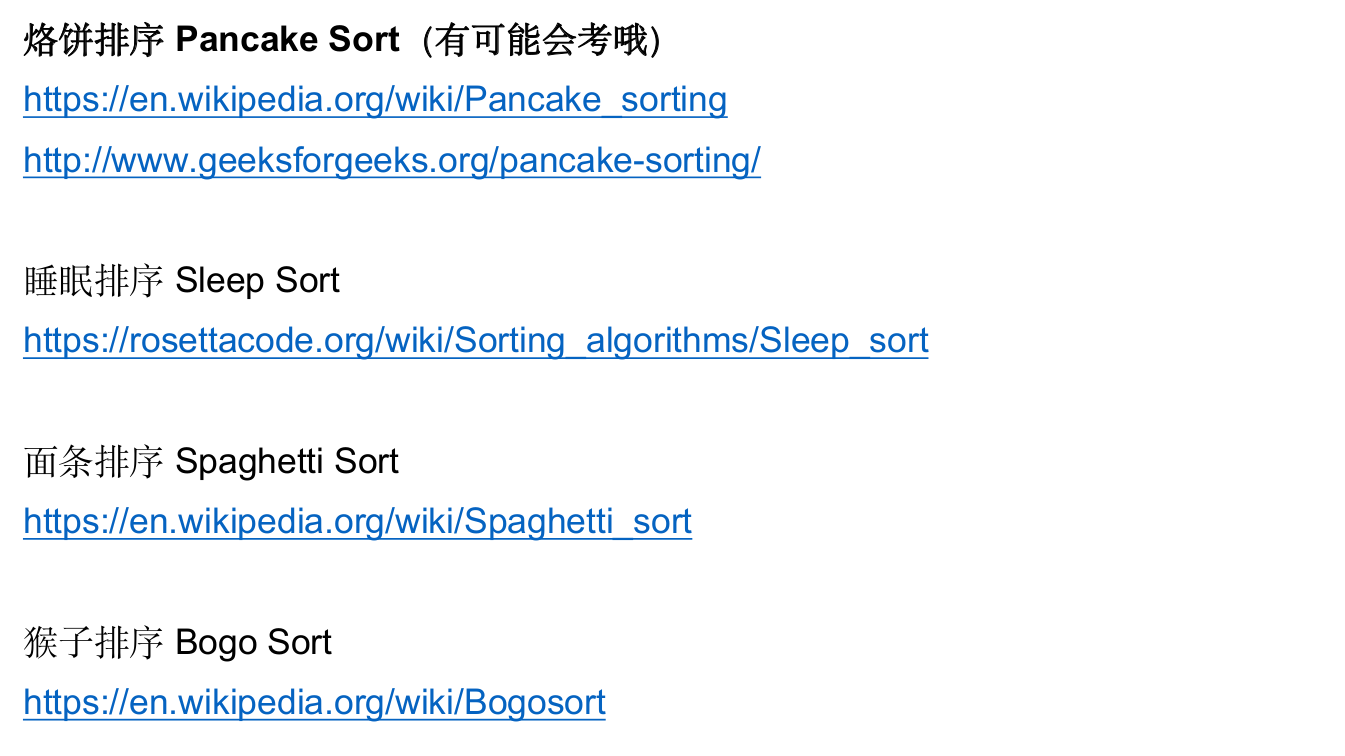 烙饼排序 Pancake Sort (有可能会考哦)
https://en.wikipedia.org/wiki/Pancake_sorting
http://www.geeksforgeeks.org/pancake-sorting/
睡眠排序 Sleep Sort
https://rosettacode.org/wiki/Sorting_algorithms/Sleep_sort
面条排序 Spaghetti Sort
https://en.wikipedia.org/wiki/Spaghetti_sort
猴子排序 Bogo Sort
https://en.wikipedia.org/wiki/Bogosort